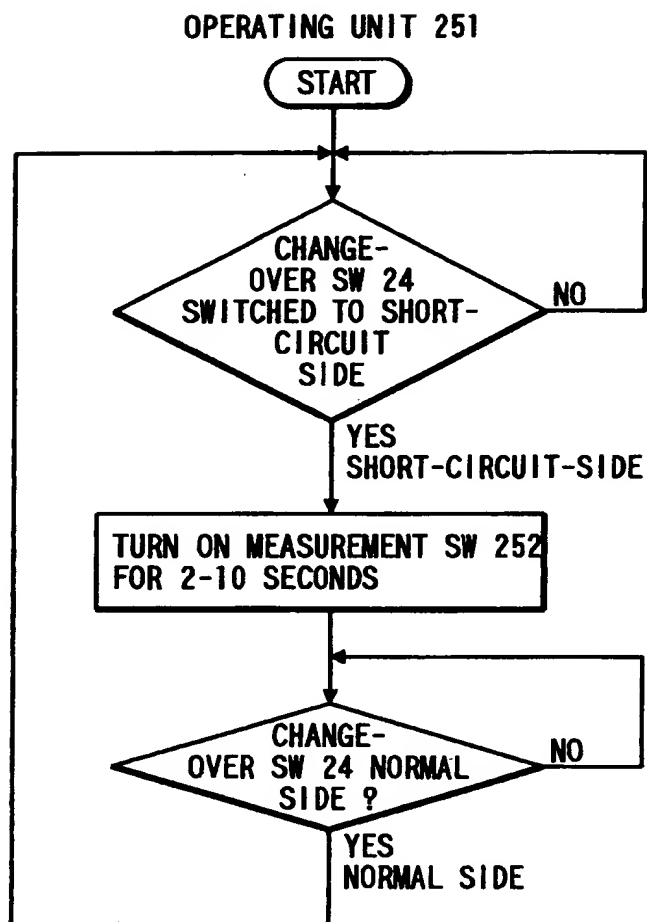 OPERATING UNIT 251
START
CHANGE-
OVER SW 24
SWITCHED TO SHORT-
CIRCUIT
SIDE
NO
YES
SHORT-CIRCUIT-SIDE
TURN ON MEASUREMENT SW 252
FOR 2-10 SECONDS
CHANGE-
OVER SW 24 NORMAL
SIDE ?
NO
YES
NORMAL SIDE